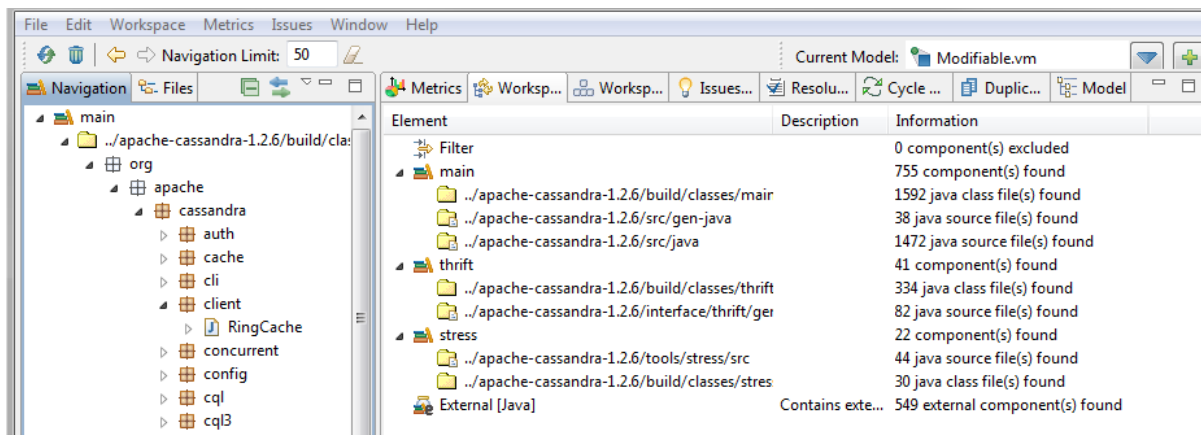 File Edit Workspace Metrics Issues Window Help
Navigation Limit: 50
Current Model: Modifiable.vm
Navigation Files
Metrics Worksp... Worksp... Issues... Resolu... Cycle ... Duplic... Model
main
../apache-cassandra-1.2.6/build/cla
org
apache
cassandra
auth
cache
cli
client
RingCache
concurrent
config
cql
cql3
Element Description Information
Filter 0 component(s) excluded
main 755 component(s) found
../apache-cassandra-1.2.6/build/classes/main 1592 java class file(s) found
../apache-cassandra-1.2.6/src/gen-java 38 java source file(s) found
../apache-cassandra-1.2.6/src/java 1472 java source file(s) found
thrift 41 component(s) found
../apache-cassandra-1.2.6/build/classes/thrift 334 java class file(s) found
../apache-cassandra-1.2.6/interface/thrift/ger 82 java source file(s) found
stress 22 component(s) found
../apache-cassandra-1.2.6/tools/stress/src 44 java source file(s) found
../apache-cassandra-1.2.6/build/classes/stres 30 java class file(s) found
External [Java] Contains exte... 549 external component(s) found